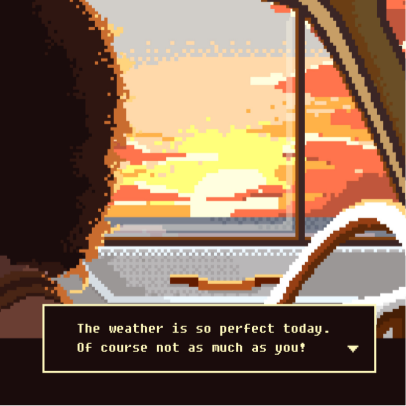 The weather is so perfect today.
Of course not as much as you!